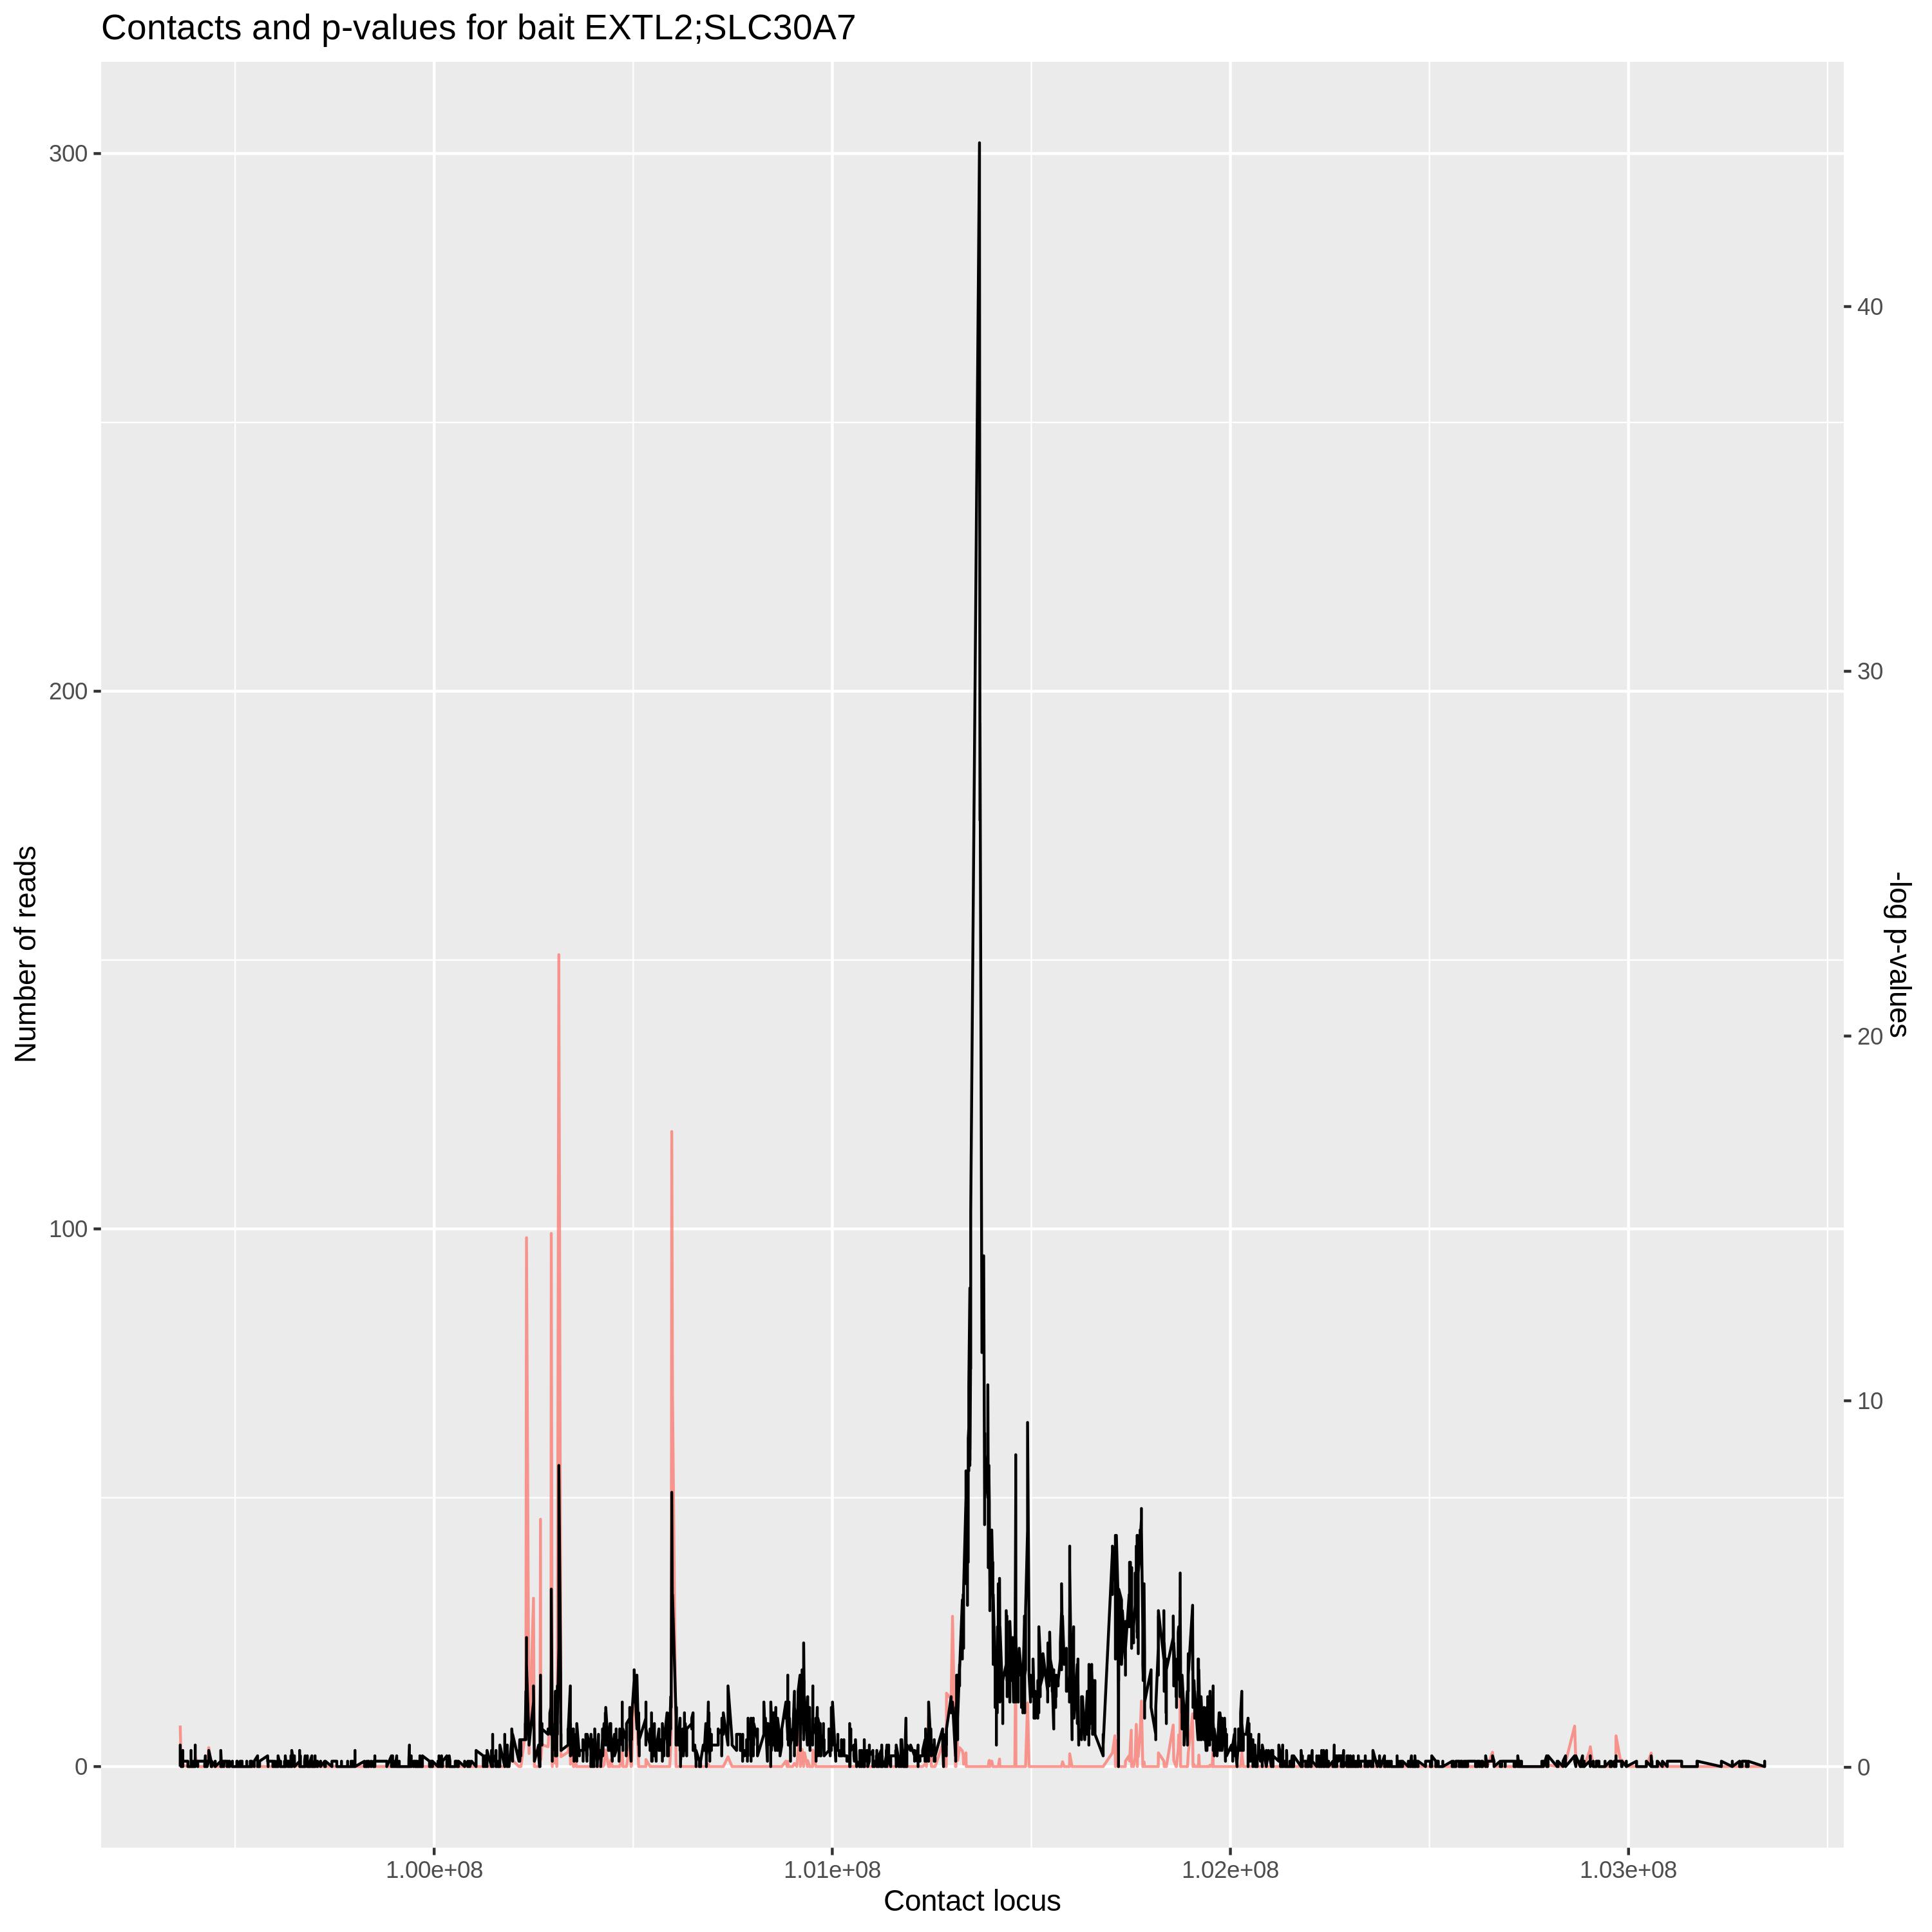 Contacts and p-values for bait EXTL2;SLC30A7
300
200
100
0
Number of reads
40
30
20
10
0
-log p-values
1.00e+08
1.01e+08
1.02e+08
1.03e+08
Contact locus